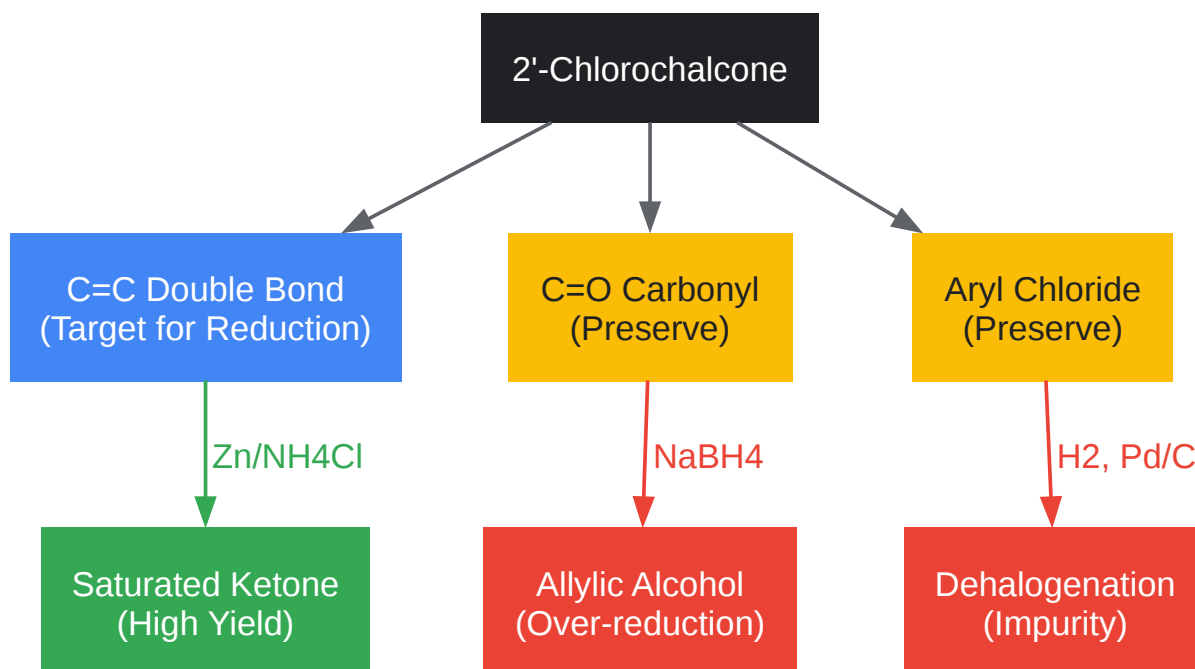 2'-Chlorochalcone
C=C Double Bond
(Target for Reduction)
C=O Carbonyl
(Preserve)
Aryl Chloride
(Preserve)
Zn/NH4Cl
NaBH4
H2, Pd/C
Saturated Ketone
(High Yield)
Allylic Alcohol
(Over-reduction)
Dehalogenation
(Impurity)